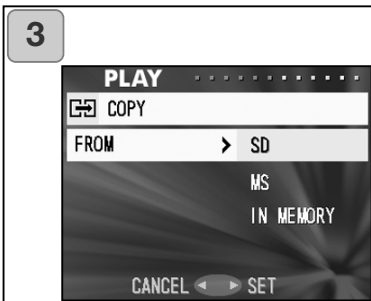 3
PLAY
COPY
FROM > SD
MS
IN MEMORY
CANCEL ◄ ► SET